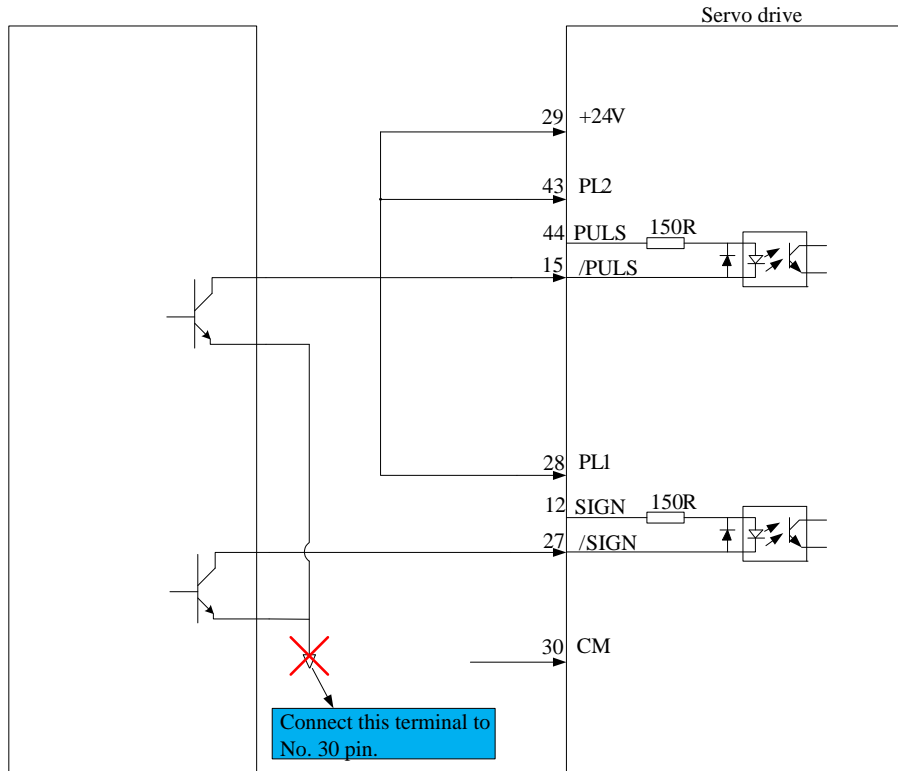 Servo drive
29 +24V
43 PL2
44 PULS 150R
15 /PULS
28 PL1
12 SIGN 150R
27 /SIGN
30 CM
Connect this terminal to
No. 30 pin.